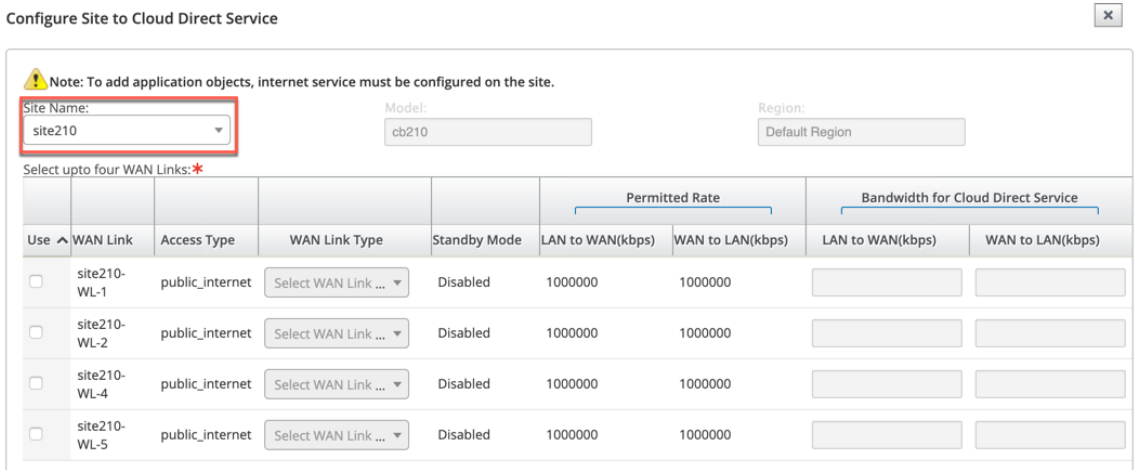 Configure Site to Cloud Direct Service
Note: To add application objects, internet service must be configured on the site.
Site Name: Model: Region:
site210 cb210 Default Region
Select upto four WAN Links:*
Permitted Rate Bandwidth for Cloud Direct Service
Use WAN Link Access Type WAN Link Type Standby Mode LAN to WAN(kbps) WAN to LAN(kbps) LAN to WAN(kbps) WAN to LAN(kbps)
site210-
WL-1 public_internet Select WAN Link ... Disabled 1000000 1000000
site210-
WL-2 public_internet Select WAN Link ... Disabled 1000000 1000000
site210-
WL-4 public_internet Select WAN Link ... Disabled 1000000 1000000
site210-
WL-5 public_internet Select WAN Link ... Disabled 1000000 1000000